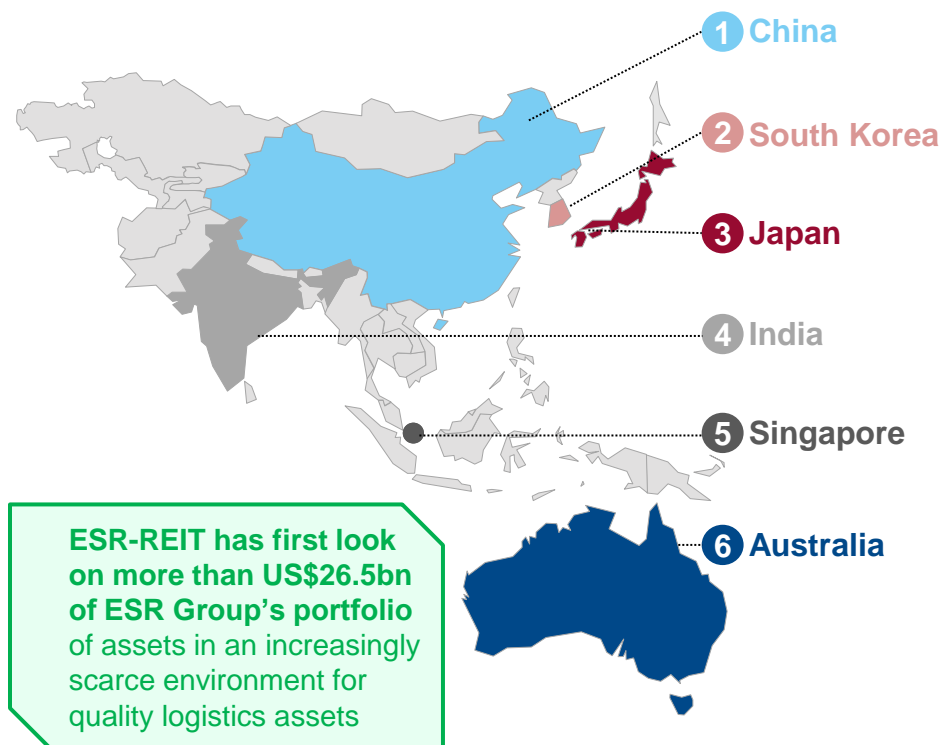 1 China
2 South Korea
3 Japan
4 India
5 Singapore
6 Australia
ESR-REIT has first look
on more than US$26.5bn
of ESR Group’s portfolio
of assets in an increasingly
scarce environment for
quality logistics assets